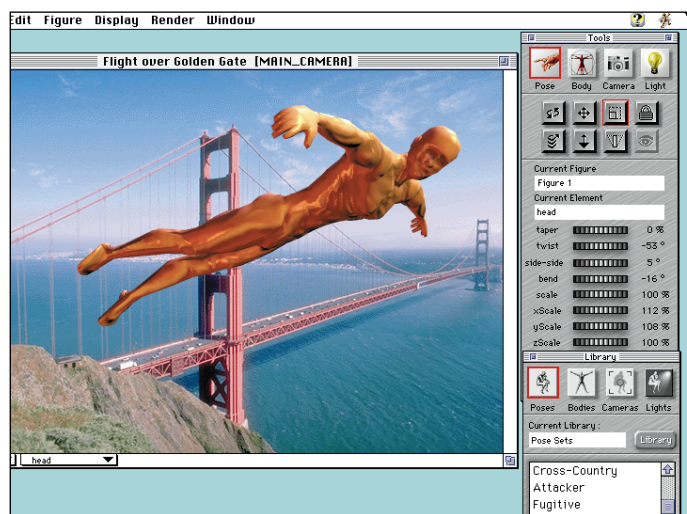 Edit Figure Display Render Window
Flight over Golden Gate [MAIN_CAMERA]
head
Tools
Pose Body Camera Light
Current Figure
Figure 1
Current Element
head
taper 0 %
twist -53 °
side-side 5 °
bend -16 °
scale 100 %
xScale 112 %
yScale 108 %
zScale 100 %
Library
Poses Bodies Cameras Lights
Current Library :
Pose Sets Library
Cross-Country
Attacker
Fugitive